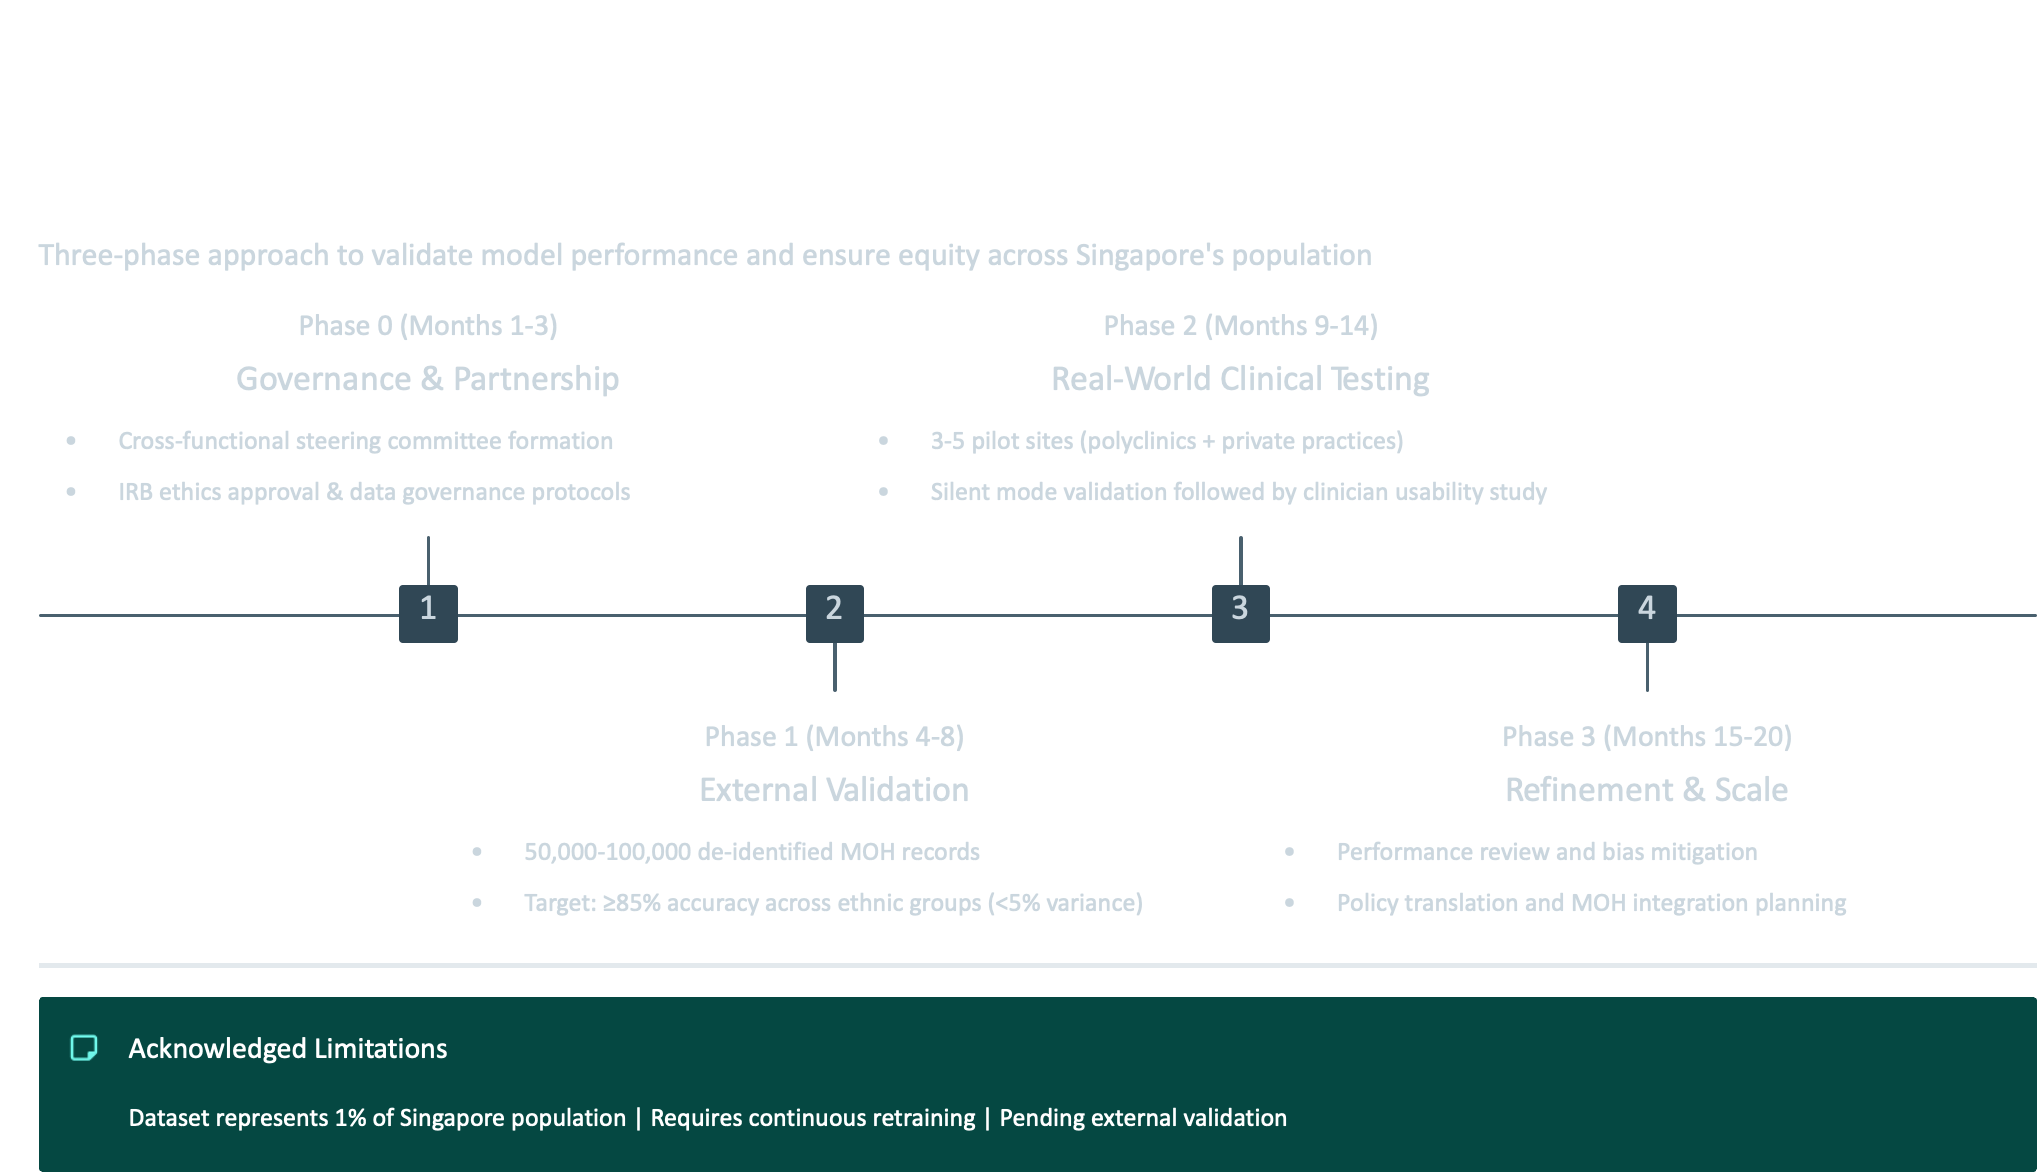 Three-phase approach to validate model performance and ensure equity across Singapore's population
Phase 0 (Months 1-3)
Governance & Partnership
• Cross-functional steering committee formation
• IRB ethics approval & data governance protocols
Phase 2 (Months 9-14)
Real-World Clinical Testing
• 3-5 pilot sites (polyclinics + private practices)
• Silent mode validation followed by clinician usability study
1
2
3
4
Phase 1 (Months 4-8)
External Validation
• 50,000-100,000 de-identified MOH records
• Target: ≥85% accuracy across ethnic groups (<5% variance)
Phase 3 (Months 15-20)
Refinement & Scale
• Performance review and bias mitigation
• Policy translation and MOH integration planning
Acknowledged Limitations
Dataset represents 1% of Singapore population | Requires continuous retraining | Pending external validation